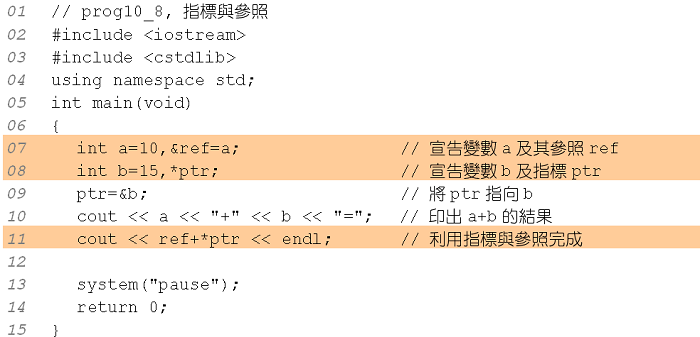 01 // prog10_8, 指標與參照
02 #include <iostream>
03 #include <cstdlib>
04 using namespace std;
05 int main(void)
06 {
07 int a=10,&ref=a; // 宣告變數 a 及其參照 ref
08 int b=15,*ptr; // 宣告變數 b 及指標 ptr
09 ptr=&b; // 將 ptr 指向 b
10 cout << a << "+" << b << "="; // 印出 a+b 的結果
11 cout << ref+*ptr << endl; // 利用指標與參照完成
12
13 system("pause");
14 return 0;
15 }